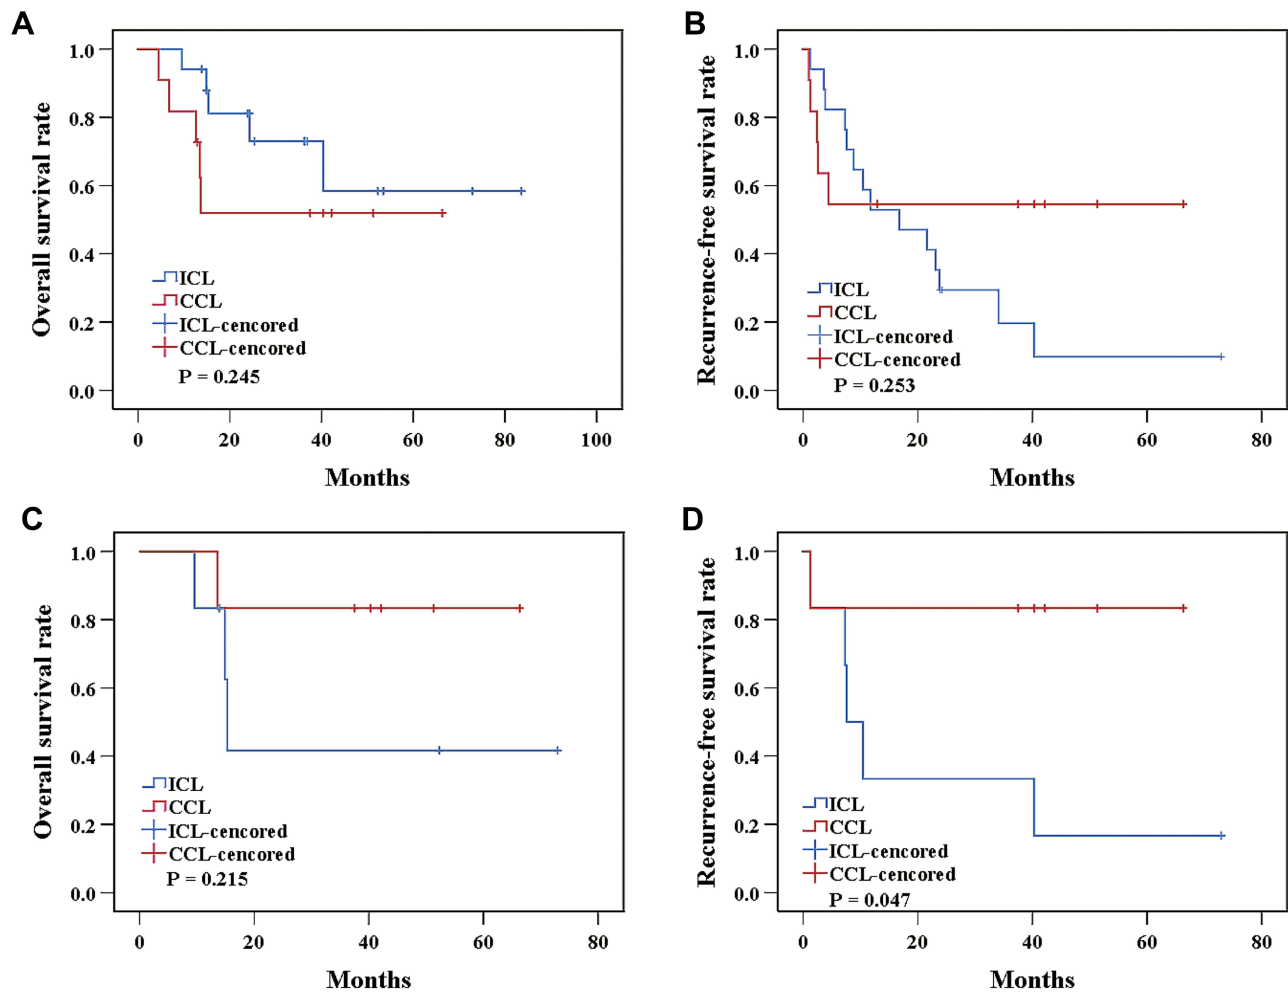 A
Overall survival rate
1.0
0.8
0.6
0.4
0.2
0.0
ICL
CCL
ICL-cencored
CCL-cencored
P = 0.245
0 20 40 60 80 100
Months
B
Recurrence-free survival rate
1.0
0.8
0.6
0.4
0.2
0.0
ICL
CCL
ICL-cencored
CCL-cencored
P = 0.253
0 20 40 60 80
Months
C
Overall survival rate
1.0
0.8
0.6
0.4
0.2
0.0
ICL
CCL
ICL-cencored
CCL-cencored
P = 0.215
0 20 40 60 80
Months
D
Recurrence-free survival rate
1.0
0.8
0.6
0.4
0.2
0.0
ICL
CCL
ICL-cencored
CCL-cencored
P = 0.047
0 20 40 60 80
Months